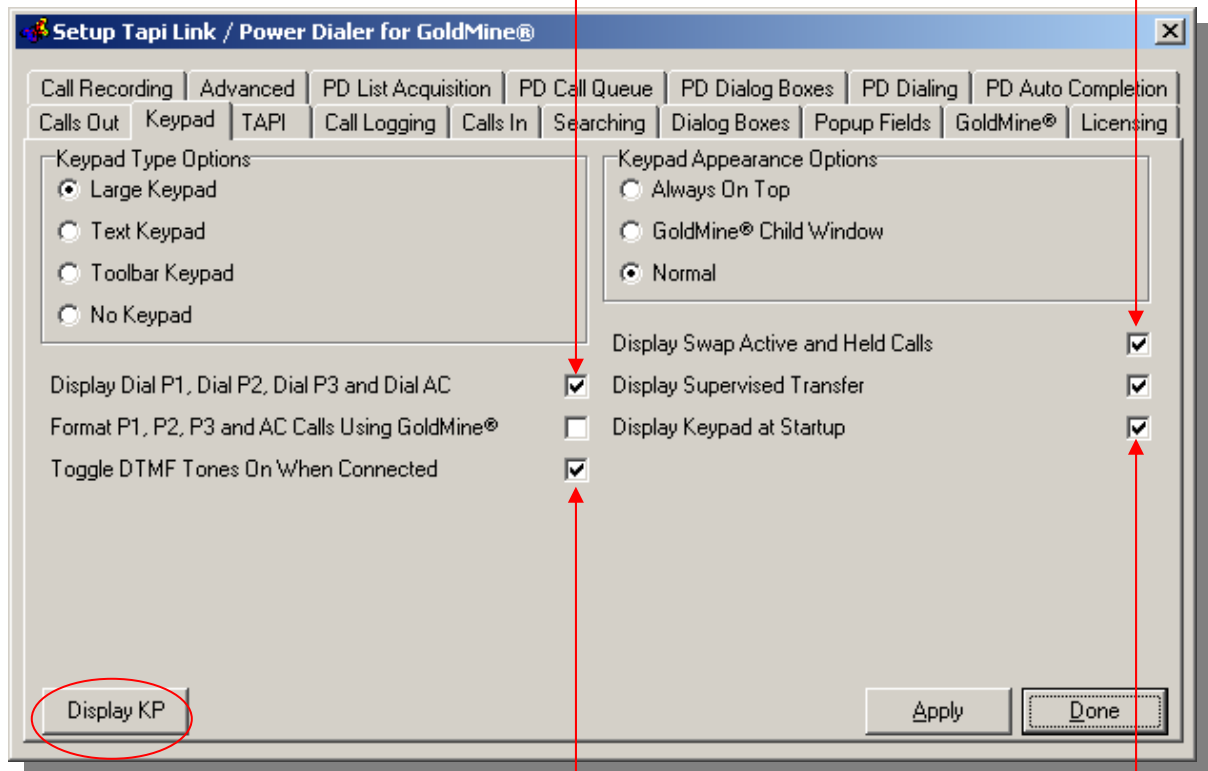 Setup Tapi Link / Power Dialer for GoldMine®
Call Recording Advanced PD List Acquisition PD Call Queue PD Dialog Boxes PD Dialing PD Auto Completion
Calls Out Keypad TAPI Call Logging Calls In Searching Dialog Boxes Popup Fields GoldMine® Licensing
Keypad Type Options
Large Keypad
Text Keypad
Toolbar Keypad
No Keypad
Keypad Appearance Options
Always On Top
GoldMine® Child Window
Normal
Display Dial P1, Dial P2, Dial P3 and Dial AC
Format P1, P2, P3 and AC Calls Using GoldMine®
Toggle DTMF Tones On When Connected
Display Swap Active and Held Calls
Display Supervised Transfer
Display Keypad at Startup
Display KP
Apply
Done